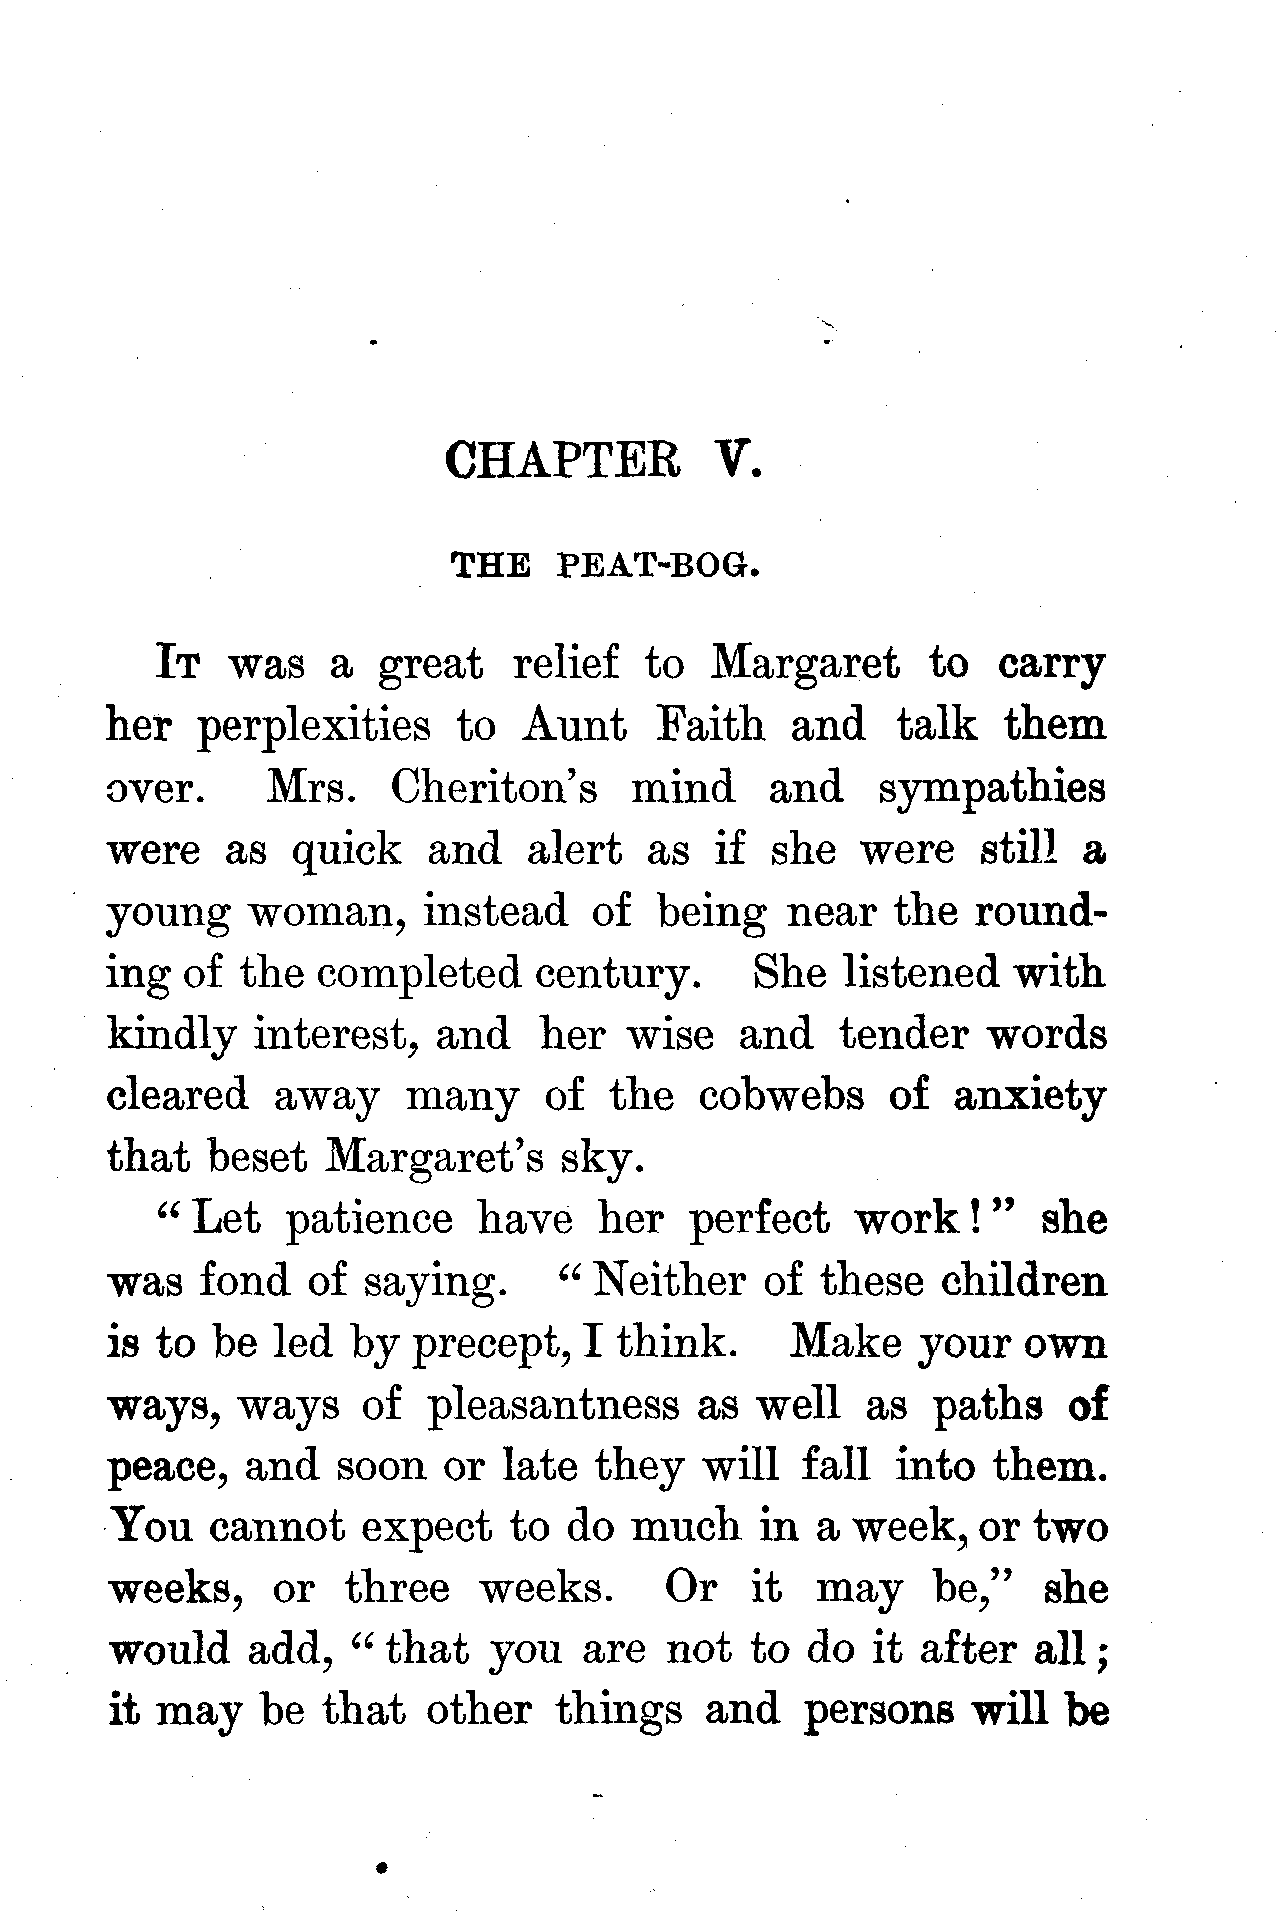 CHAPTER V.
THE PEAT-BOG.
IT was a great relief to Margaret to carry
her perplexities to Aunt Faith and talk them
over. Mrs. Cheriton's mind and sympathies
were as quick and alert as if she were still a
young woman, instead of being near the round-
ing of the completed century. She listened with
kindly interest, and her wise and tender words
cleared away many of the cobwebs of anxiety
that beset Margaret's sky.
“Let patience have her perfect work!” she
was fond of saying. “Neither of these children
is to be led by precept, I think. Make your own
ways, ways of pleasantness as well as paths of
peace, and soon or late they will fall into them.
You cannot expect to do much in a week, or two
weeks, or three weeks. Or it may be,” she
would add, “that you are not to do it after all;
it may be that other things and persons will be